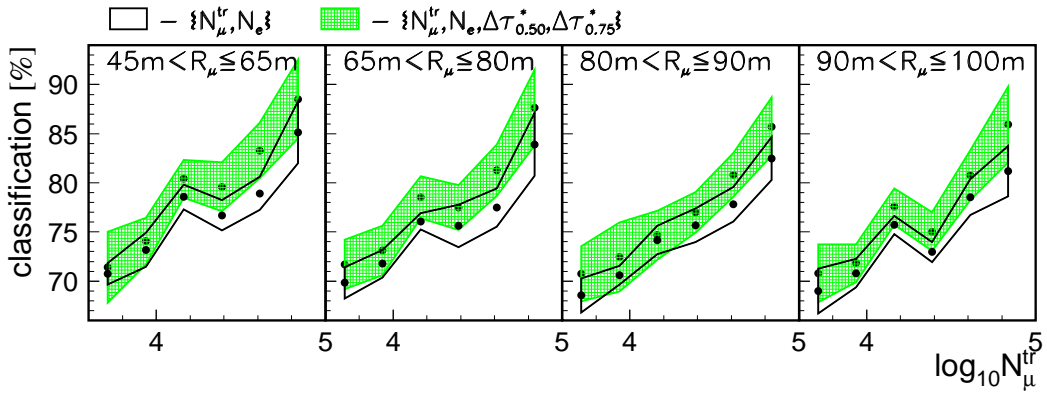 – {N_μ^tr, N_e} – {N_μ^tr, N_e, Δτ*_0.50, Δτ*_0.75}
classification [%]
45m<R_μ≦65m 65m<R_μ≦80m 80m<R_μ≦90m 90m<R_μ≦100m
90
85
80
75
70
4 5 4 5 4 5 4 5
log₁₀N_μ^tr